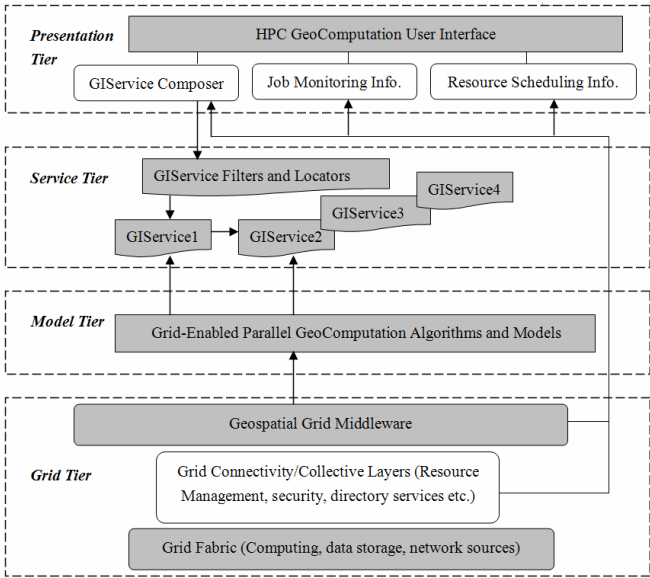 Presentation
Tier
HPC GeoComputation User Interface
GIService Composer
Job Monitoring Info.
Resource Scheduling Info.
Service Tier
GIService Filters and Locators
GIService4
GIService3
GIService1
GIService2
Model Tier
Grid-Enabled Parallel GeoComputation Algorithms and Models
Geospatial Grid Middleware
Grid Tier
Grid Connectivity/Collective Layers (Resource
Management, security, directory services etc.)
Grid Fabric (Computing, data storage, network sources)